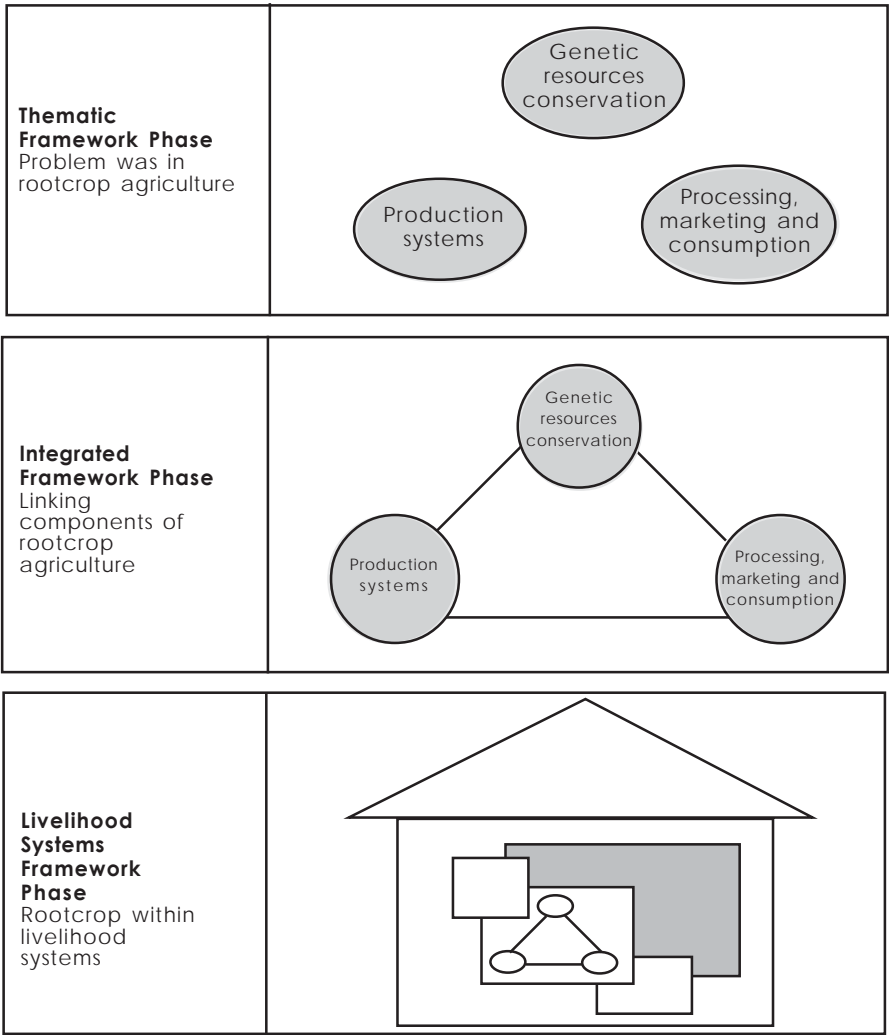 Thematic
Framework Phase
Problem was in
rootcrop agriculture
Genetic
resources
conservation
Production
systems
Processing,
marketing and
consumption
Integrated
Framework Phase
Linking
components of
rootcrop
agriculture
Genetic
resources
conservation
Production
systems
Processing,
marketing and
consumption
Livelihood
Systems
Framework
Phase
Rootcrop within
livelihood
systems